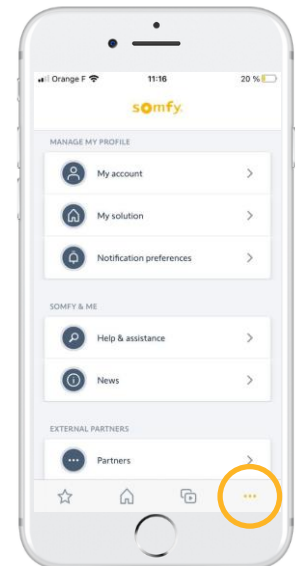 Orange F 11:16 20 %
somfy.
MANAGE MY PROFILE
My account
My solution
Notification preferences
SOMFY & ME
Help & assistance
News
EXTERNAL PARTNERS
Partners